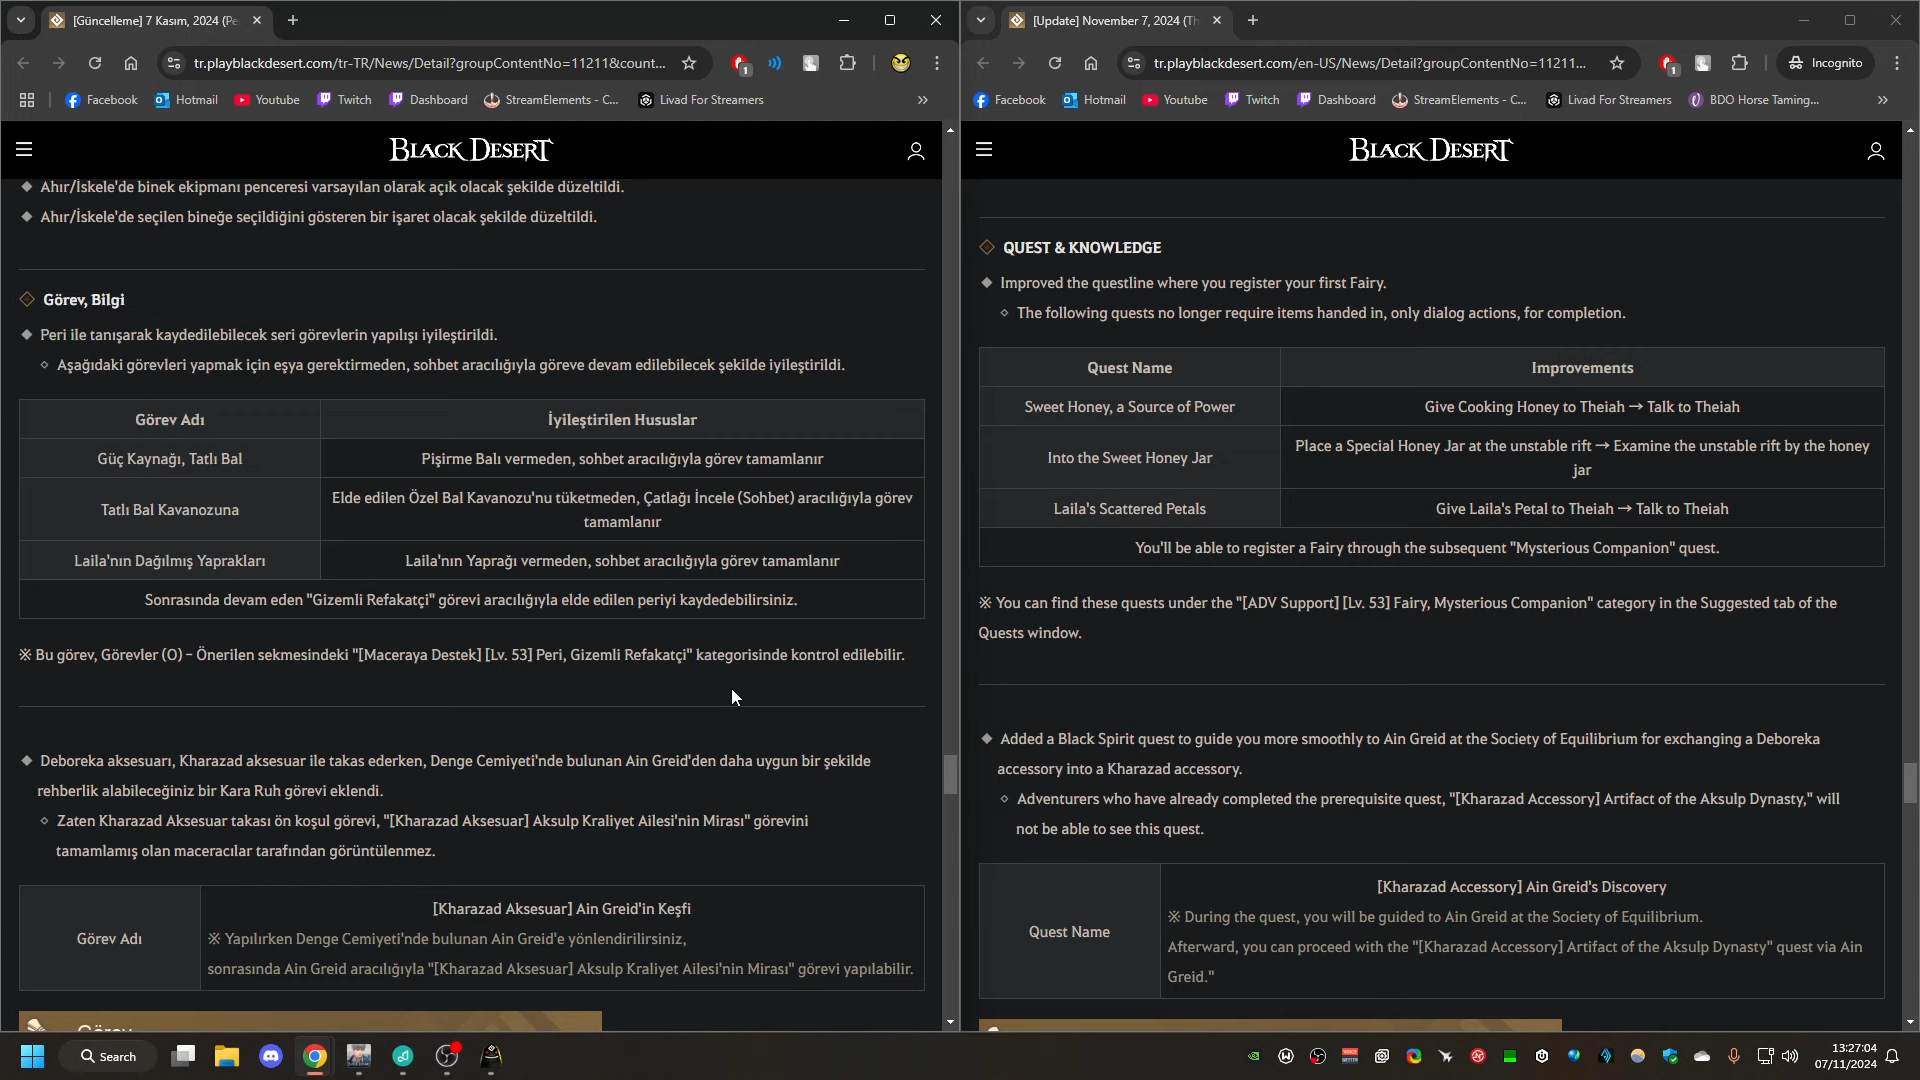 [Güncelleme] 7 Kasım, 2024 (Pe
tr.playblackdesert.com/tr-TR/News/Detail?groupContentNo=11211&count...
1
Facebook
Hotmail
Youtube
Twitch
Dashboard
StreamElements - C...
Livad For Streamers
»
BLACK DESERT
Ahır/İskele'de binek ekipmanı penceresi varsayılan olarak açık olacak şekilde düzeltildi.
Ahır/İskele'de seçilen bineğe seçildiğini gösteren bir işaret olacak şekilde düzeltildi.
Görev, Bilgi
Peri ile tanışarak kaydedilebilecek seri görevlerin yapılışı iyileştirildi.
Aşağıdaki görevleri yapmak için eşya gerektirmeden, sohbet aracılığıyla göreve devam edilebilecek şekilde iyileştirildi.
Görev Adı
İyileştirilen Hususlar
Güç Kaynağı, Tatlı Bal
Pişirme Balı vermeden, sohbet aracılığıyla görev tamamlanır
Tatlı Bal Kavanozuna
Elde edilen Özel Bal Kavanozu'nu tüketmeden, Çatlağı İncele (Sohbet) aracılığıyla görev
tamamlanır
Laila'nın Dağılmış Yaprakları
Laila'nın Yaprağı vermeden, sohbet aracılığıyla görev tamamlanır
Sonrasında devam eden "Gizemli Refakatçi" görevi aracılığıyla elde edilen periyi kaydedebilirsiniz.
※ Bu görev, Görevler (O) – Önerilen sekmesindeki "[Maceraya Destek] [Lv. 53] Peri, Gizemli Refakatçi" kategorisinde kontrol edilebilir.
Deboreka aksesuarı, Kharazad aksesuar ile takas ederken, Denge Cemiyeti'nde bulunan Ain Greid'den daha uygun bir şekilde
rehberlik alabileceğiniz bir Kara Ruh görevi eklendi.
Zaten Kharazad Aksesuar takası ön koşul görevi, "[Kharazad Aksesuar] Aksulp Kraliyet Ailesi'nin Mirası" görevini
tamamlamış olan maceracılar tarafından görüntülenmez.
Görev Adı
[Kharazad Aksesuar] Ain Greid'in Keşfi
※ Yapılırken Denge Cemiyeti'nde bulunan Ain Greid'e yönlendirilirsiniz,
sonrasında Ain Greid aracılığıyla "[Kharazad Aksesuar] Aksulp Kraliyet Ailesi'nin Mirası" görevi yapılabilir.
Görev
[Update] November 7, 2024 (Th
tr.playblackdesert.com/en-US/News/Detail?groupContentNo=11211...
1
Incognito
Facebook
Hotmail
Youtube
Twitch
Dashboard
StreamElements - C...
Livad For Streamers
BDO Horse Taming...
»
BLACK DESERT
QUEST & KNOWLEDGE
Improved the questline where you register your first Fairy.
The following quests no longer require items handed in, only dialog actions, for completion.
Quest Name
Improvements
Sweet Honey, a Source of Power
Give Cooking Honey to Theiah → Talk to Theiah
Into the Sweet Honey Jar
Place a Special Honey Jar at the unstable rift → Examine the unstable rift by the honey
jar
Laila's Scattered Petals
Give Laila's Petal to Theiah → Talk to Theiah
You'll be able to register a Fairy through the subsequent "Mysterious Companion" quest.
※ You can find these quests under the "[ADV Support] [Lv. 53] Fairy, Mysterious Companion" category in the Suggested tab of the
Quests window.
Added a Black Spirit quest to guide you more smoothly to Ain Greid at the Society of Equilibrium for exchanging a Deboreka
accessory into a Kharazad accessory.
Adventurers who have already completed the prerequisite quest, "[Kharazad Accessory] Artifact of the Aksulp Dynasty," will
not be able to see this quest.
Quest Name
[Kharazad Accessory] Ain Greid's Discovery
※ During the quest, you will be guided to Ain Greid at the Society of Equilibrium.
Afterward, you can proceed with the "[Kharazad Accessory] Artifact of the Aksulp Dynasty" quest via Ain
Greid."
Search
13:27:04
07/11/2024